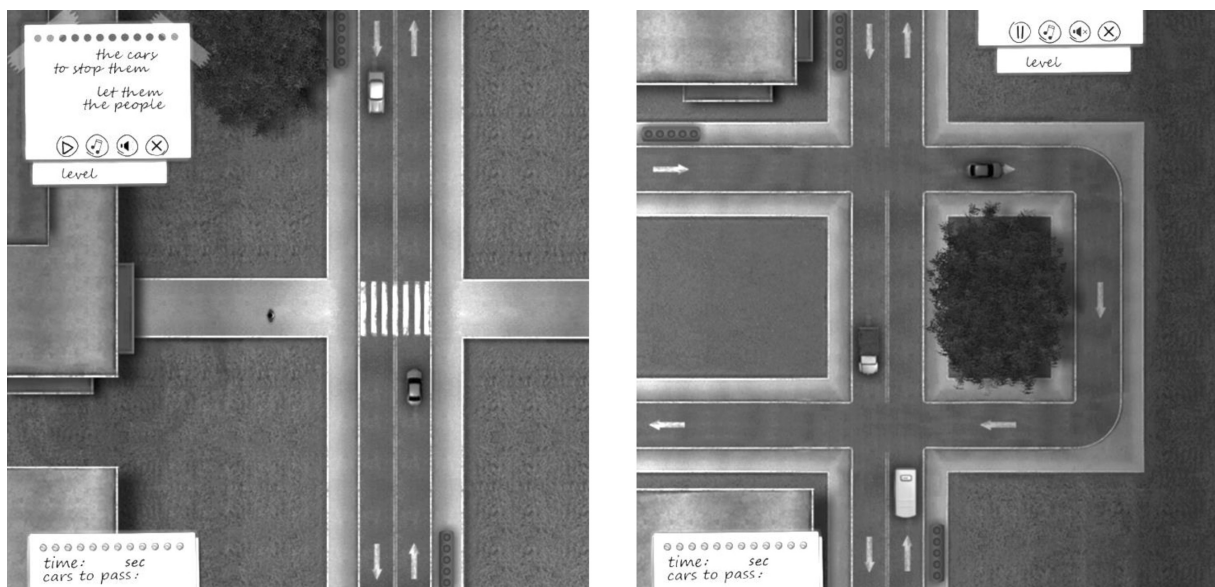 the cars
to stop them
let them
the people
level
time: sec
cars to pass:
level
time: sec
cars to pass: